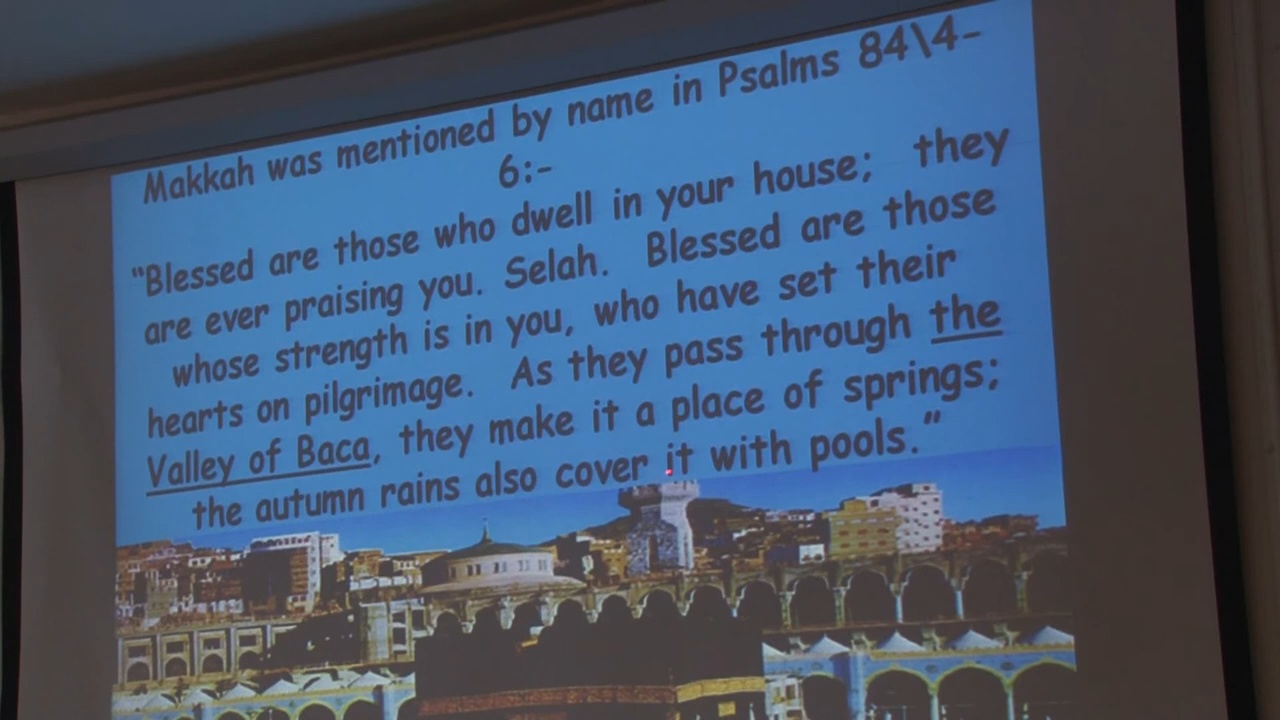 Makkah was mentioned by name in Psalms 84\4-
6:-
"Blessed are those who dwell in your house; they
are ever praising you. Selah. Blessed are those
whose strength is in you, who have set their
hearts on pilgrimage. As they pass through the
Valley of Baca, they make it a place of springs;
the autumn rains also cover it with pools."